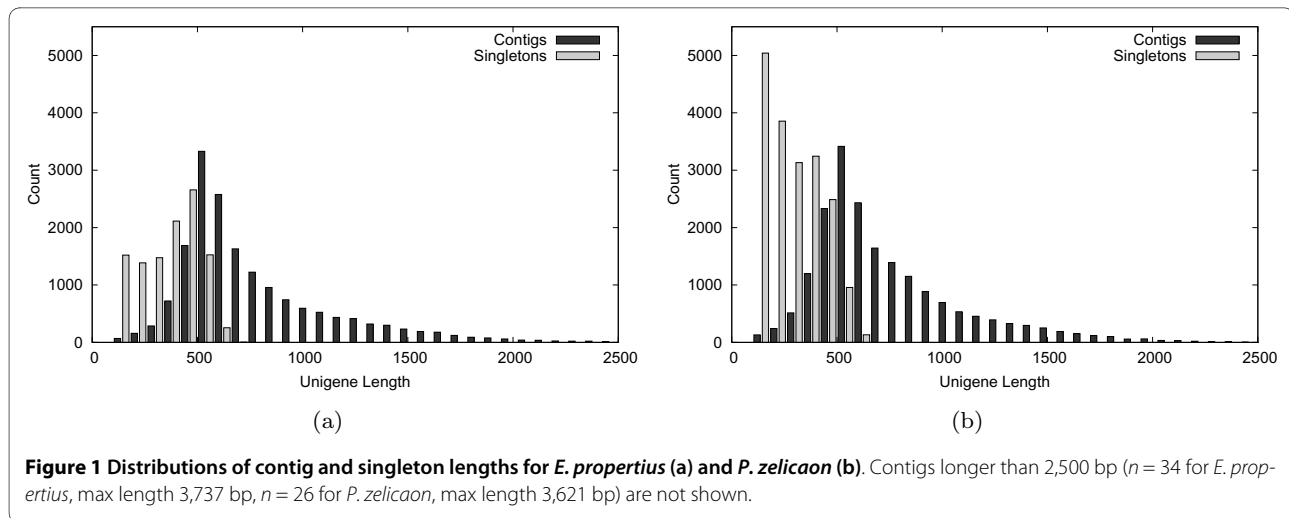 5000
4000
3000
2000
1000
0
Count
0 500 1000 1500 2000 2500
Unigene Length
Contigs
Singletons
(a)
5000
4000
3000
2000
1000
0
Count
0 500 1000 1500 2000 2500
Unigene Length
Contigs
Singletons
(b)
Figure 1 Distributions of contig and singleton lengths for E. propertius (a) and P. zelicaon (b). Contigs longer than 2,500 bp (n = 34 for E. prop-
ertius, max length 3,737 bp, n = 26 for P. zelicaon, max length 3,621 bp) are not shown.